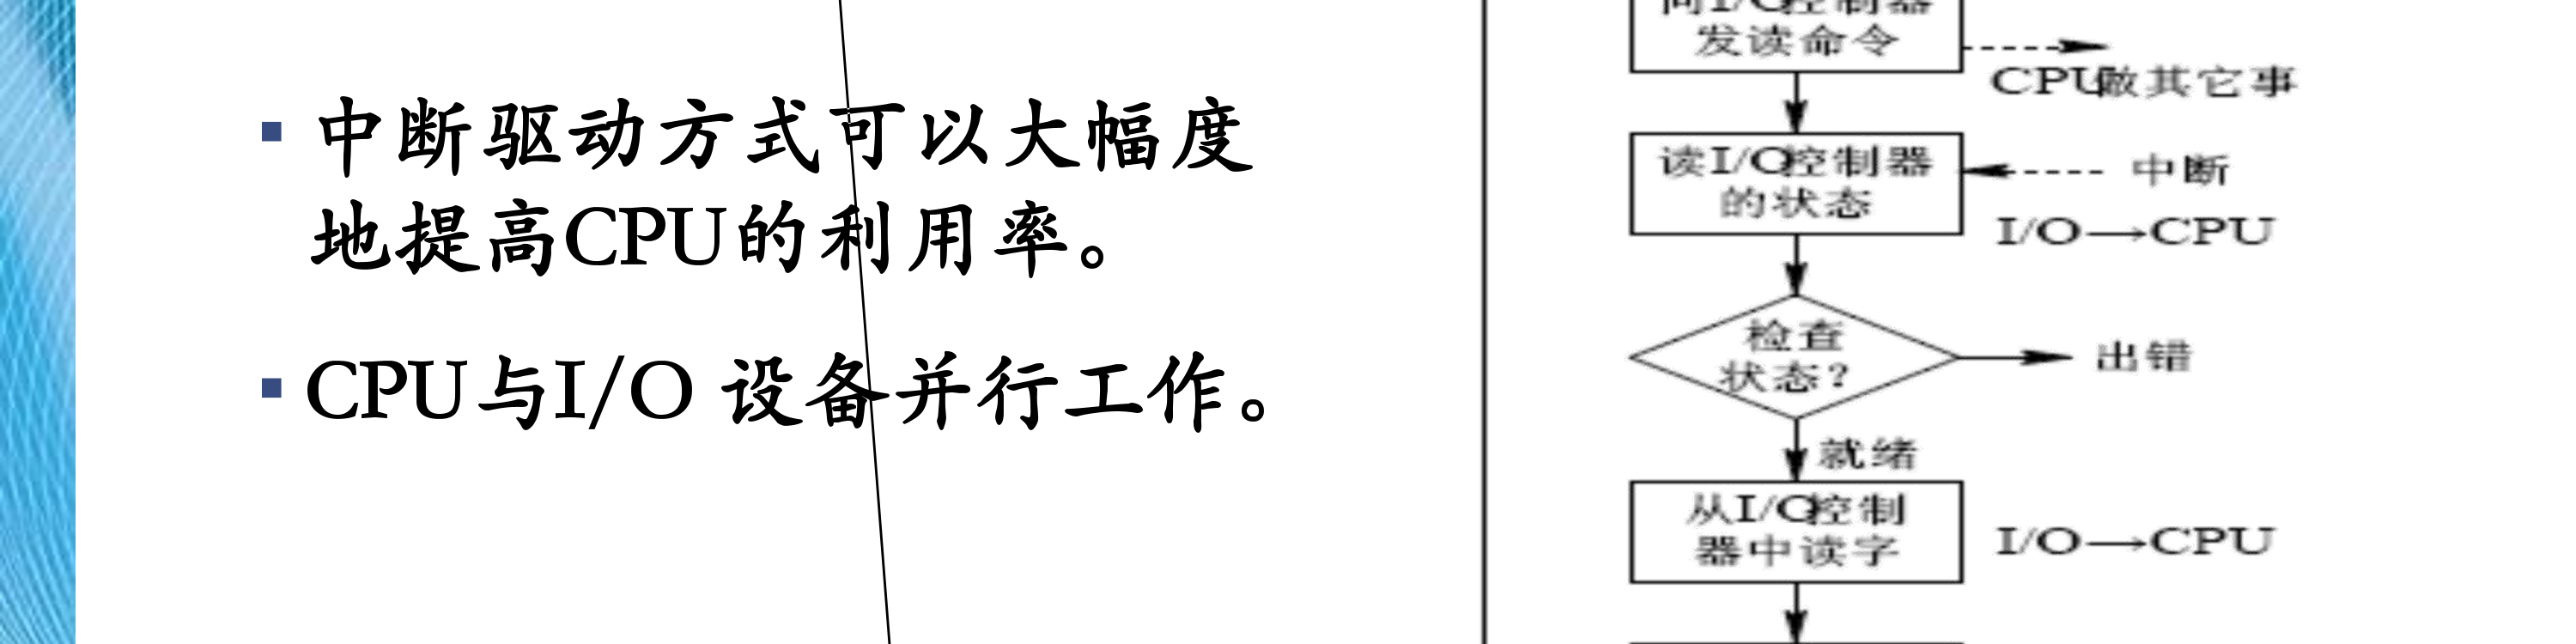 中断驱动方式可以大幅度
地提高CPU的利用率。
CPU与I/O 设备并行工作。
向I/O控制器
发读命令
CPU做其它事
读I/O控制器
的状态
中断
I/O→CPU
检查
状态?
出错
就绪
从I/O控制
器中读字
I/O→CPU